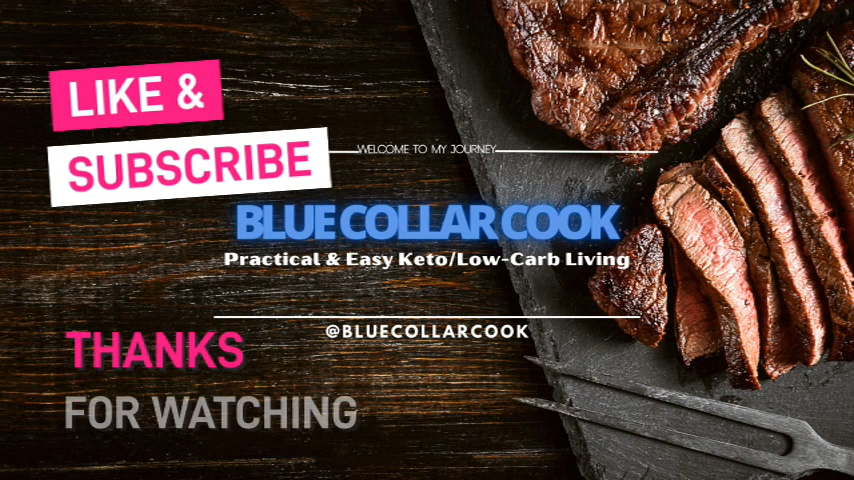 LIKE &
SUBSCRIBE
WELCOME TO MY JOURNEY
BLUE COLLAR COOK
Practical & Easy Keto/Low-Carb Living
@BLUECOLLARCOOK
THANKS
FOR WATCHING